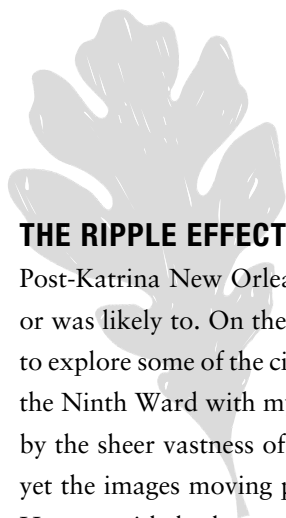 THE RIPPLE EFFECT
Post-Katrina New Orlea
or was likely to. On the
to explore some of the ci
the Ninth Ward with m
by the sheer vastness of
yet the images moving p